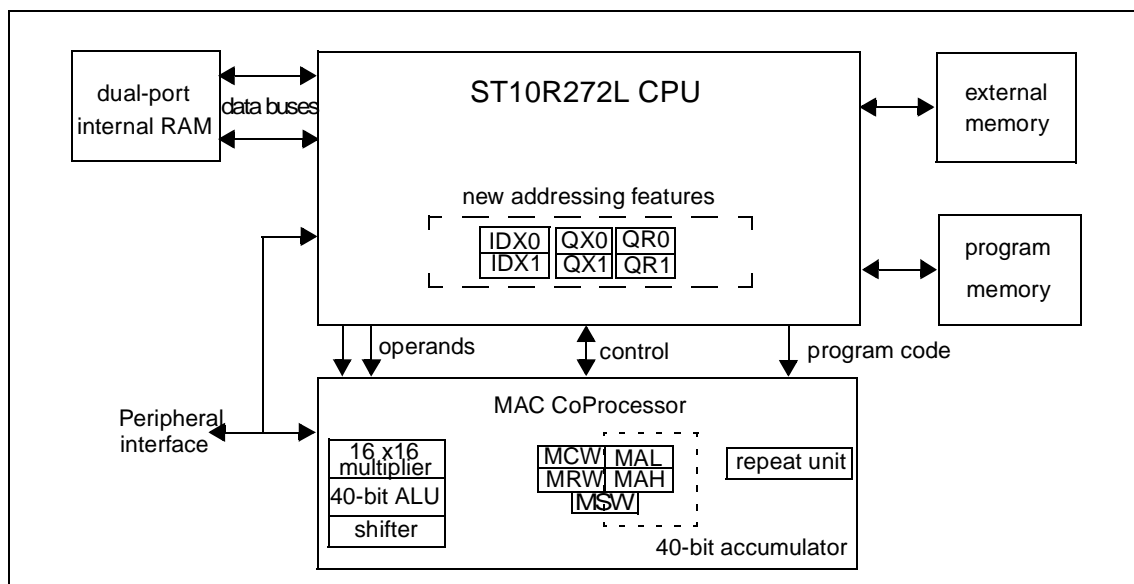 dual-port
internal RAM
data buses
ST10R272L CPU
external
memory
new addressing features
IDX0
IDX1
QX0
QX1
QR0
QR1
program
memory
operands
control
program code
Peripheral
interface
MAC CoProcessor
16 x16
multiplier
40-bit ALU
shifter
MCW
MAL
MRW
MAH
MSW
repeat unit
40-bit accumulator